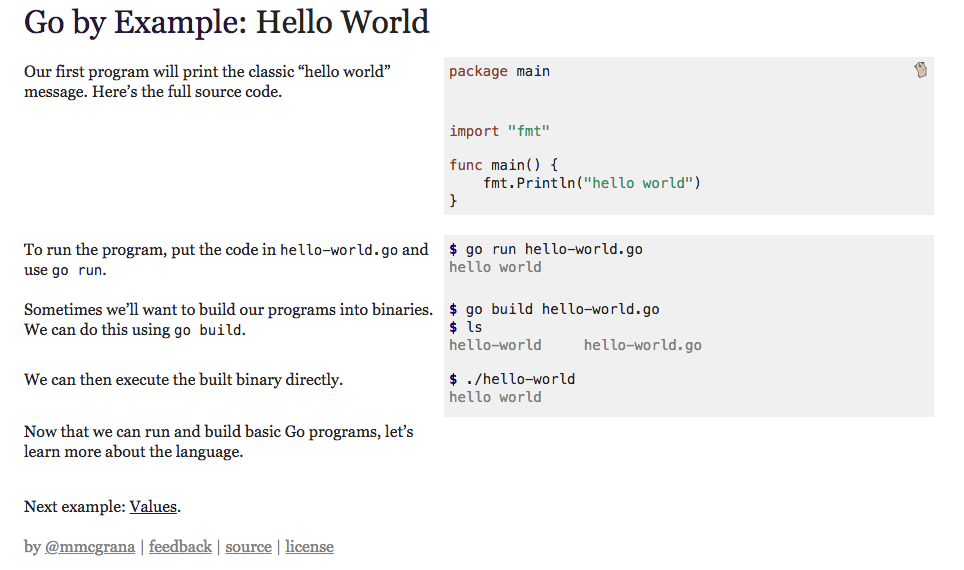 Go by Example: Hello World
Our first program will print the classic “hello world”
message. Here’s the full source code.
package main
import "fmt"
func main() {
    fmt.Println("hello world")
}
To run the program, put the code in hello-world.go and
use go run.
$ go run hello-world.go
hello world
Sometimes we’ll want to build our programs into binaries.
We can do this using go build.
$ go build hello-world.go
$ ls
hello-world     hello-world.go
We can then execute the built binary directly.
$ ./hello-world
hello world
Now that we can run and build basic Go programs, let’s
learn more about the language.
Next example: Values.
by @mmcgrana | feedback | source | license